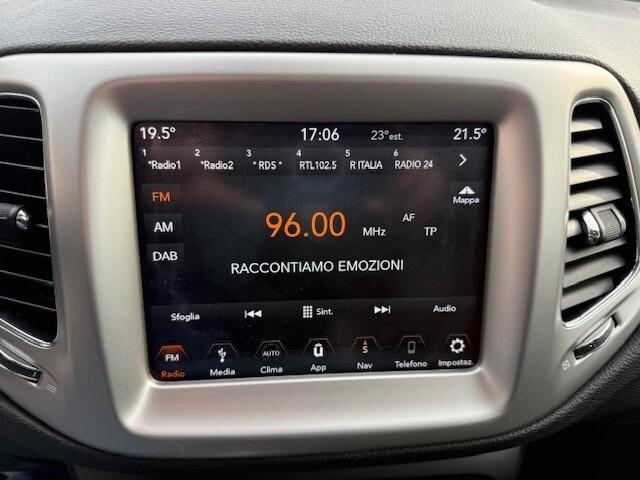 19.5° 17:06 23°est. 21.5°
1 2 3 4 5 6
*Radio1 *Radio2 * RDS * RTL102.5 R ITALIA RADIO 24
FM
Mappa
96.00 MHz AF TP
AM
DAB
RACCONTIAMO EMOZIONI
Sfoglia Sint. Audio
FM AUTO S
Radio Media Clima App Nav Telefono Impostaz.